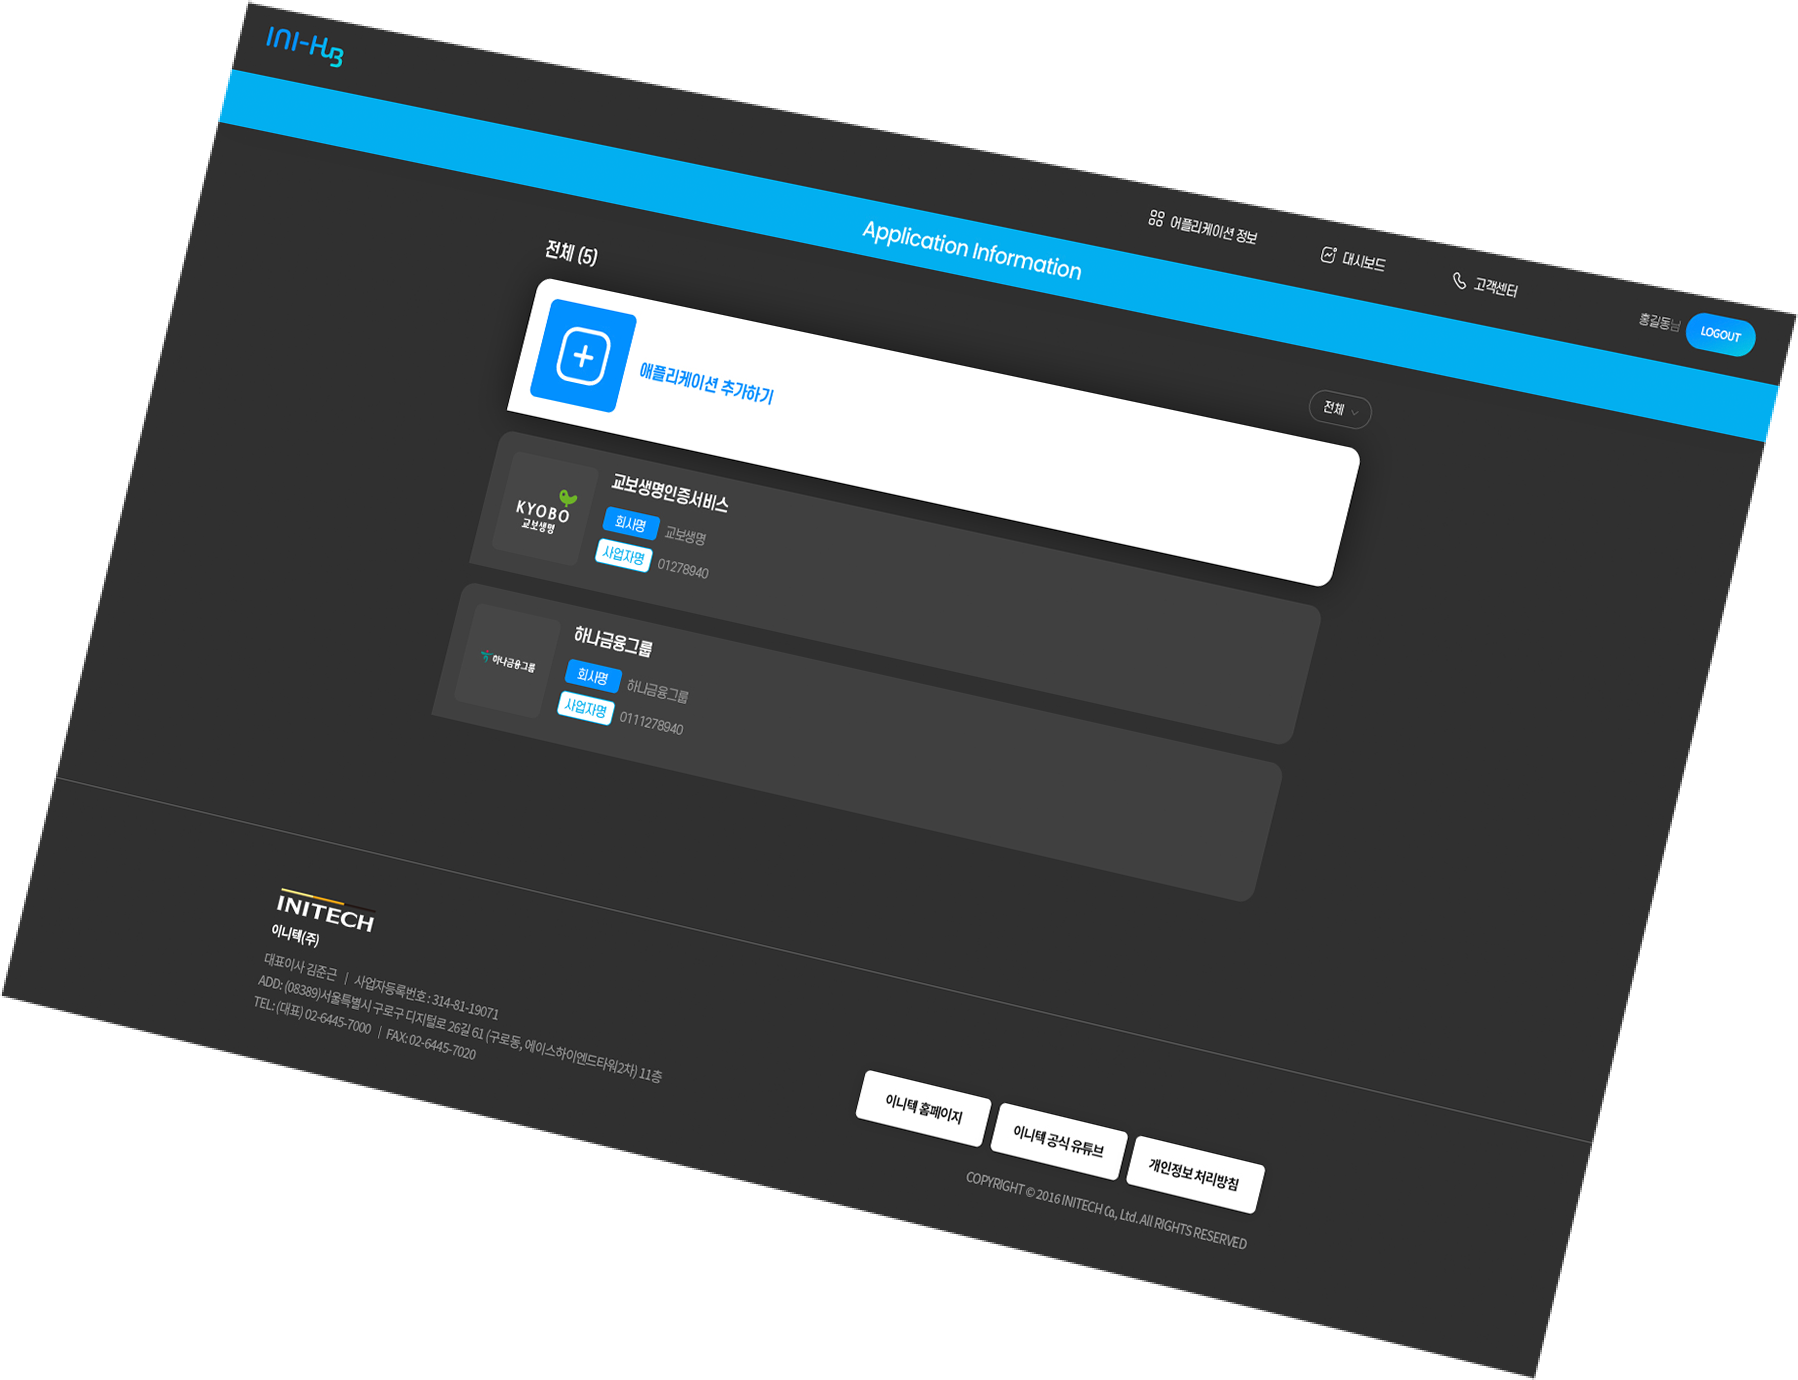 INI-HUB
어플리케이션 정보
대시보드
고객센터
홍길동님
LOGOUT
Application Information
전체 (5)
전체
애플리케이션 추가하기
KYOBO
교보생명
교보생명인증서비스
회사명 교보생명
사업자명 01278940
하나금융그룹
하나금융그룹
회사명 하나금융그룹
사업자명 0111278940
INITECH
이니텍(주)
대표이사 김준근 | 사업자등록번호 : 314-81-19071
ADD: (08389)서울특별시 구로구 디지털로 26길 61 (구로동, 에이스하이엔드타워2차) 11층
TEL: (대표) 02-6445-7000 | FAX: 02-6445-7020
이니텍 홈페이지
이니텍 공식 유튜브
개인정보 처리방침
COPYRIGHT © 2016 INITECH Co., Ltd. All RIGHTS RESERVED